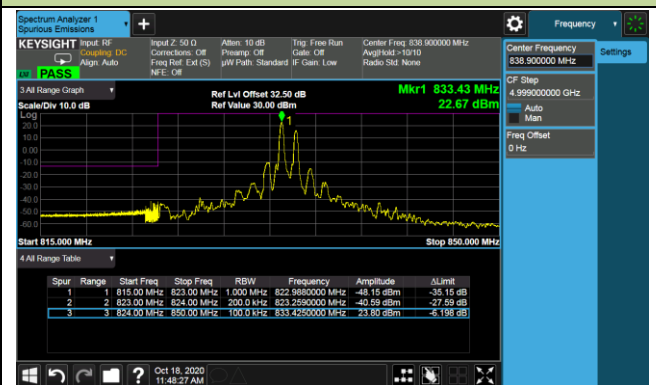 Spectrum Analyzer 1
Spurious Emissions
+
Frequency
KEYSIGHT
Input: RF
Coupling: DC
Align: Auto
Input Z: 50 Ω
Corrections: Off
Freq Ref: Ext (S)
NFE: Off
Atten: 10 dB
Preamp: Off
µW Path: Standard
Trig: Free Run
Gate: Off
IF Gain: Low
Center Freq: 838.900000 MHz
Avg|Hold:>10/10
Radio Std: None
LM PASS
Center Frequency
838.900000 MHz
Settings
CF Step
4.999000000 GHz
Auto
Man
Freq Offset
0 Hz
3 All Range Graph
Scale/Div 10.0 dB
Ref Lvl Offset 32.50 dB
Ref Value 30.00 dBm
Mkr1 833.43 MHz
22.67 dBm
Log
1
20.0
10.0
0.00
-10.0
-20.0
-30.0
-40.0
-50.0
-60.0
Start 815.000 MHz
Stop 850.000 MHz
4 All Range Table
Spur Range Start Freq Stop Freq RBW Frequency Amplitude ΔLimit
1 1 815.00 MHz 823.00 MHz 1.000 MHz 822.9880000 MHz -48.15 dBm -35.15 dB
2 2 823.00 MHz 824.00 MHz 200.0 kHz 823.2590000 MHz -40.59 dBm -27.59 dB
3 3 824.00 MHz 850.00 MHz 100.0 kHz 833.4250000 MHz 23.80 dBm -6.198 dB
?
Oct 18, 2020
11:48:27 AM